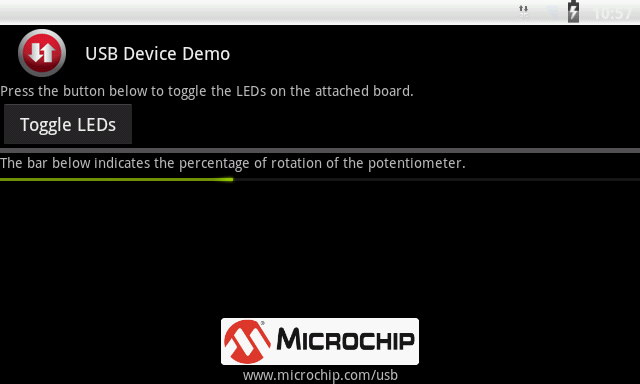 10:57
USB Device Demo
Press the button below to toggle the LEDs on the attached board.
Toggle LEDs
The bar below indicates the percentage of rotation of the potentiometer.
MICROCHIP
www.microchip.com/usb